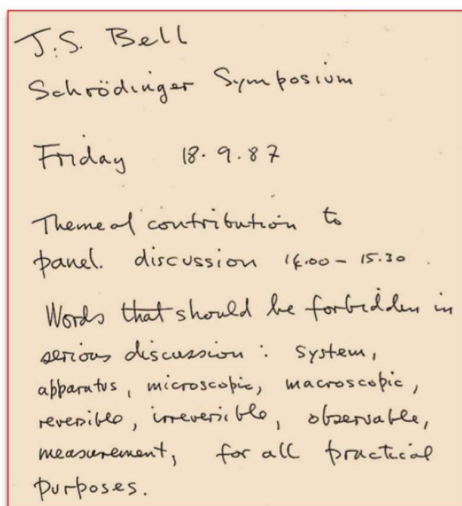 J.S. Bell
Schrödinger Symposium
Friday 18.9.87
Theme of contribution to
panel. discussion 14.00 - 15.30.
Words that should be forbidden in
serious discussion : system,
apparatus, microscopic, macroscopic,
reversible, irreversible, observable,
measurement, for all practical
purposes.